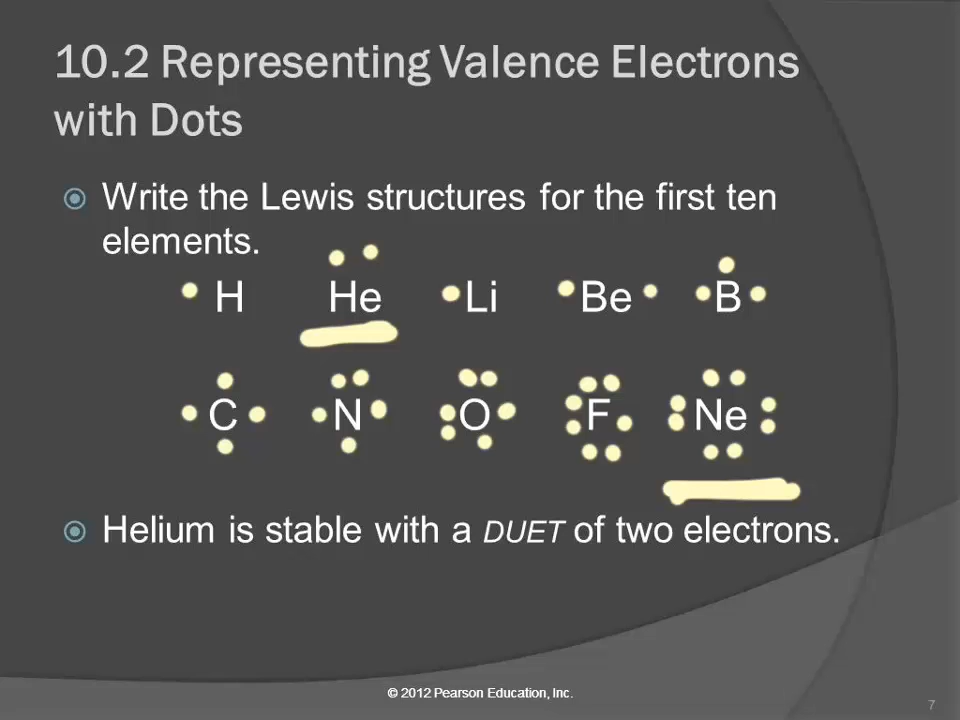 10.2 Representing Valence Electrons
with Dots
Write the Lewis structures for the first ten
elements.
H He Li Be B
C N O F Ne
Helium is stable with a DUET of two electrons.
© 2012 Pearson Education, Inc.
7